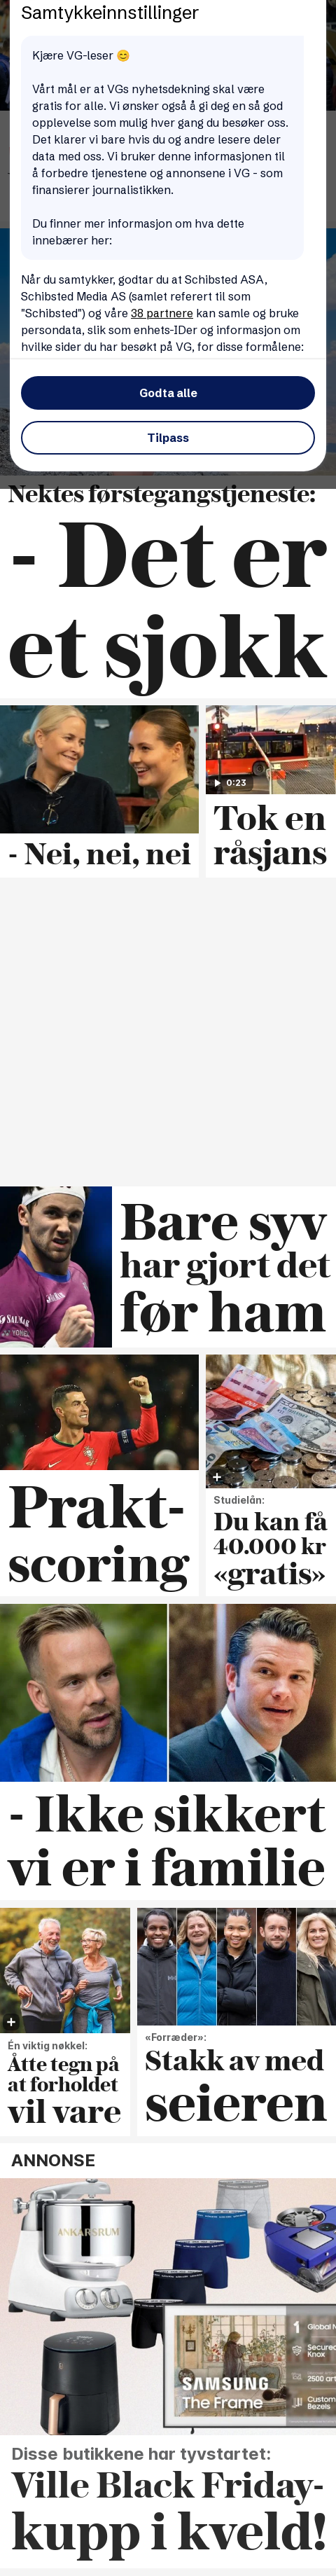 Samtykkeinnstillinger
Kjære VG-leser 😊
Vårt mål er at VGs nyhetsdekning skal være
gratis for alle. Vi ønsker også å gi deg en så god
opplevelse som mulig hver gang du besøker oss.
Det klarer vi bare hvis du og andre lesere deler
data med oss. Vi bruker denne informasjonen til
å forbedre tjenestene og annonsene i VG - som
finansierer journalistikken.
Du finner mer informasjon om hva dette
innebærer her:
Når du samtykker, godtar du at Schibsted ASA,
Schibsted Media AS (samlet referert til som
"Schibsted") og våre 38 partnere kan samle og bruke
persondata, slik som enhets-IDer og informasjon om
hvilke sider du har besøkt på VG, for disse formålene:
Godta alle
Tilpass
Nektes førstegangstjeneste:
- Det er
et sjokk
0:23
- Nei, nei, nei
Tok en
råsjans
SALMAR
YONEX
Bare syv
har gjort det
før ham
Prakt-
scoring
Studielån:
Du kan få
40.000 kr
«gratis»
- Ikke sikkert
vi er i familie
Én viktig nøkkel:
Åtte tegn på
at forholdet
vil vare
«Forræder»:
Stakk av med
seieren
ANNONSE
ANKARSRUM
SAMSUNG
The Frame
Knox
2500
Bezels
Disse butikkene har tyvstartet:
Ville Black Friday-
kupp i kveld!